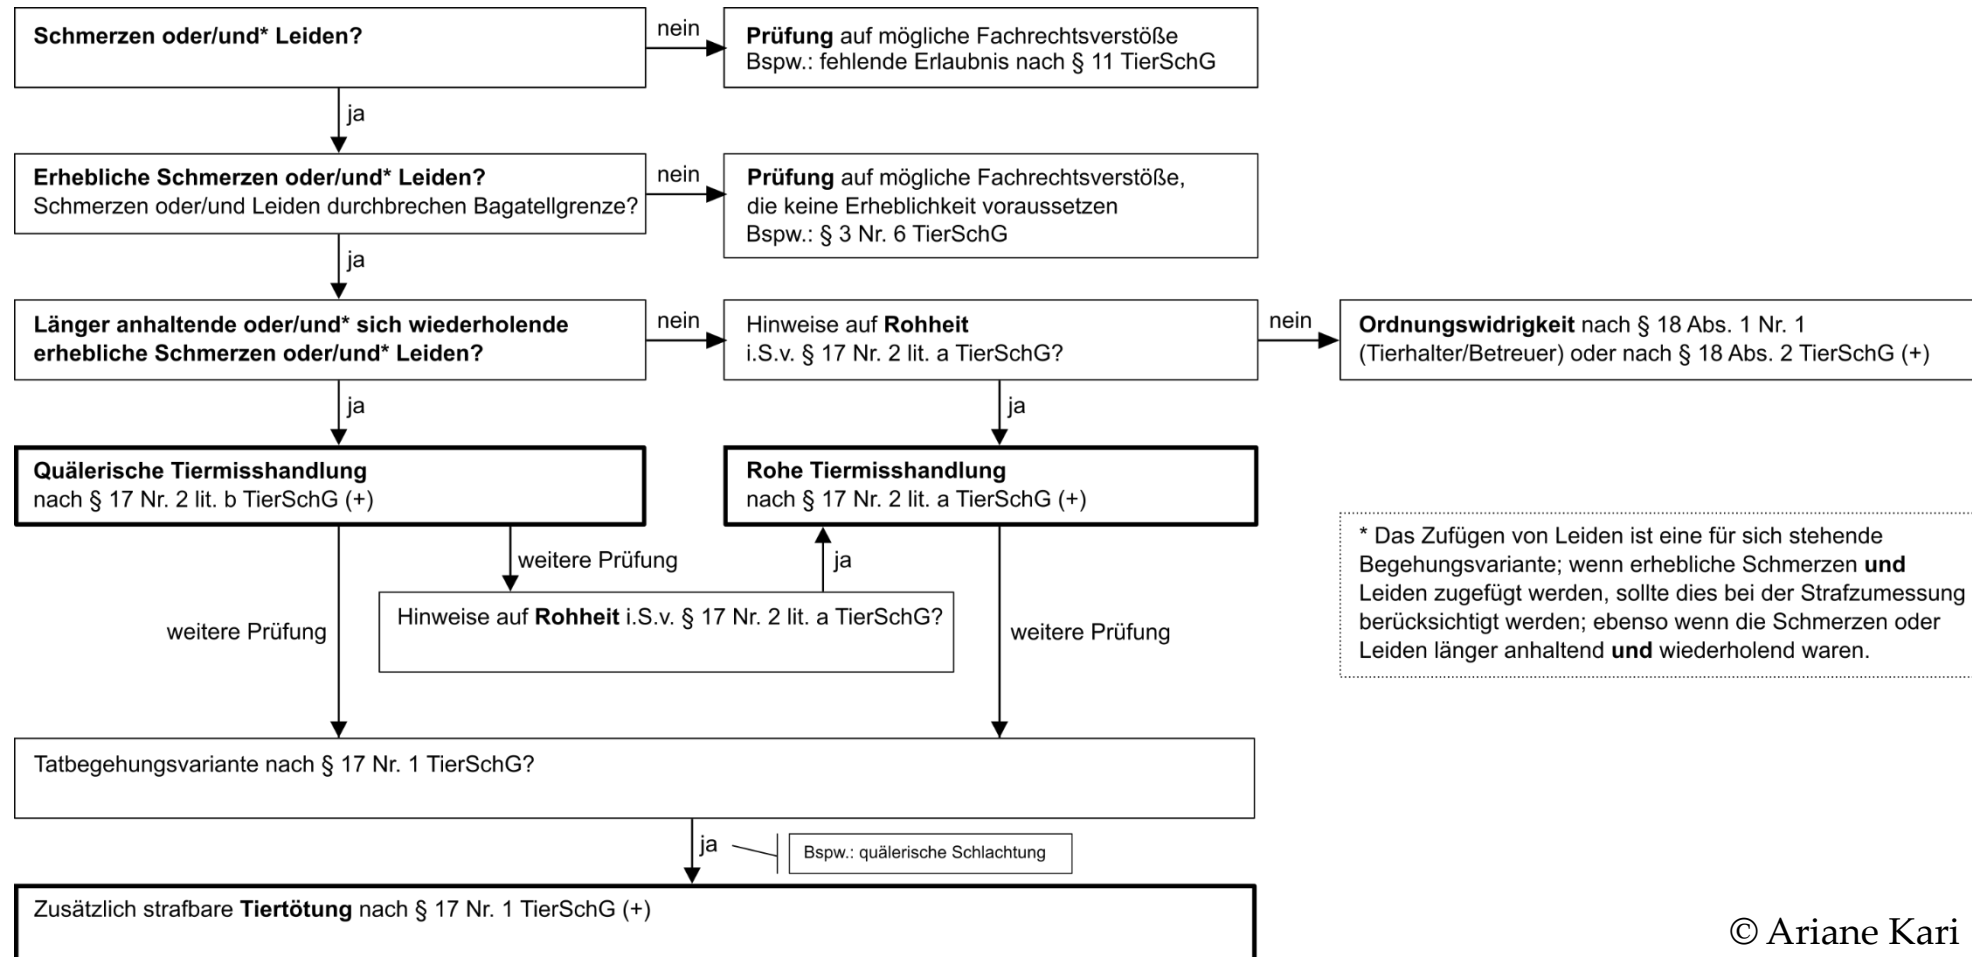 Schmerzen oder/und* Leiden?
nein
Prüfung auf mögliche Fachrechtsverstöße
Bspw.: fehlende Erlaubnis nach § 11 TierSchG
ja
Erhebliche Schmerzen oder/und* Leiden?
Schmerzen oder/und Leiden durchbrechen Bagatellgrenze?
nein
Prüfung auf mögliche Fachrechtsverstöße,
die keine Erheblichkeit voraussetzen
Bspw.: § 3 Nr. 6 TierSchG
ja
Länger anhaltende oder/und* sich wiederholende
erhebliche Schmerzen oder/und* Leiden?
nein
Hinweise auf Rohheit
i.S.v. § 17 Nr. 2 lit. a TierSchG?
nein
Ordnungswidrigkeit nach § 18 Abs. 1 Nr. 1
(Tierhalter/Betreuer) oder nach § 18 Abs. 2 TierSchG (+)
ja
ja
Quälerische Tiermisshandlung
nach § 17 Nr. 2 lit. b TierSchG (+)
Rohe Tiermisshandlung
nach § 17 Nr. 2 lit. a TierSchG (+)
* Das Zufügen von Leiden ist eine für sich stehende
Begehungsvariante; wenn erhebliche Schmerzen und
Leiden zugefügt werden, sollte dies bei der Strafzumessung
berücksichtigt werden; ebenso wenn die Schmerzen oder
Leiden länger anhaltend und wiederholend waren.
weitere Prüfung
ja
Hinweise auf Rohheit i.S.v. § 17 Nr. 2 lit. a TierSchG?
weitere Prüfung
weitere Prüfung
Tatbegehungsvariante nach § 17 Nr. 1 TierSchG?
ja
Bspw.: quälerische Schlachtung
Zusätzlich strafbare Tiertötung nach § 17 Nr. 1 TierSchG (+)
© Ariane Kari